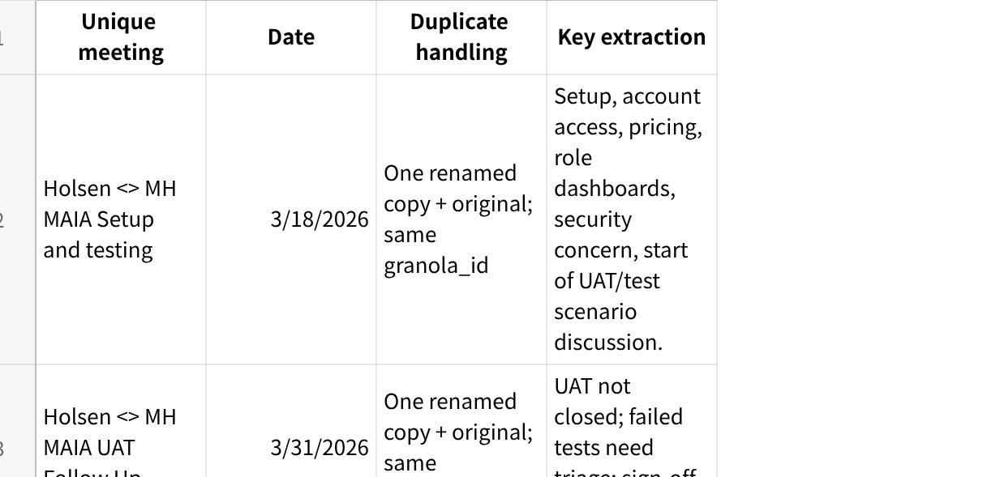 1
Unique
meeting
Date
Duplicate
handling
Key extraction
2
Holsen <> MH
MAIA Setup
and testing
3/18/2026
One renamed
copy + original;
same
granola_id
Setup, account
access, pricing,
role
dashboards,
security
concern, start
of UAT/test
scenario
discussion.
3
Holsen <> MH
MAIA UAT
Follow Up
3/31/2026
One renamed
copy + original;
same
UAT not
closed; failed
tests need
triage; sign-off